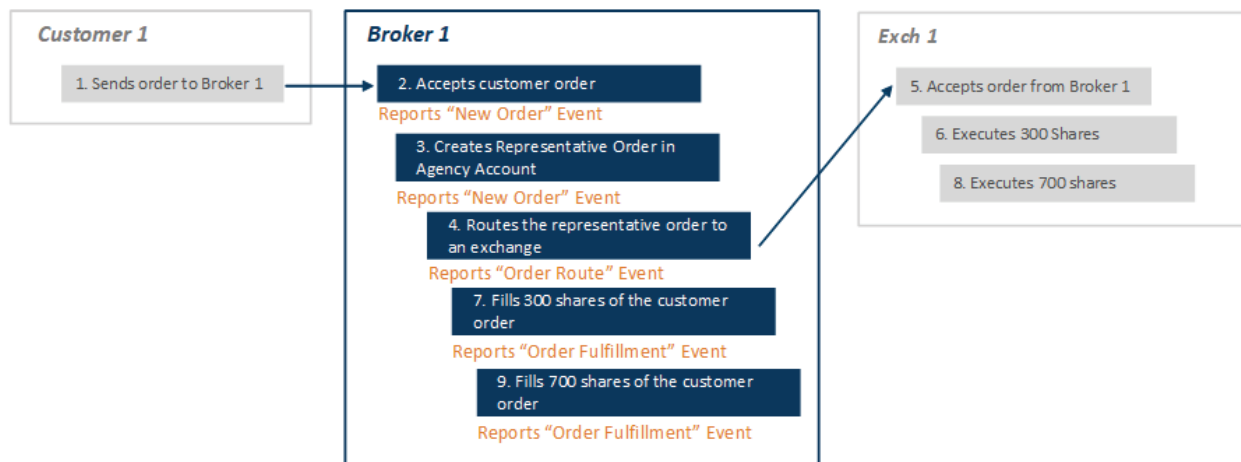 Customer 1
1. Sends order to Broker 1
Broker 1
2. Accepts customer order
Reports “New Order” Event
3. Creates Representative Order in
Agency Account
Reports “New Order” Event
4. Routes the representative order to
an exchange
Reports “Order Route” Event
7. Fills 300 shares of the customer
order
Reports “Order Fulfillment” Event
9. Fills 700 shares of the customer
order
Reports “Order Fulfillment” Event
Exch 1
5. Accepts order from Broker 1
6. Executes 300 Shares
8. Executes 700 shares